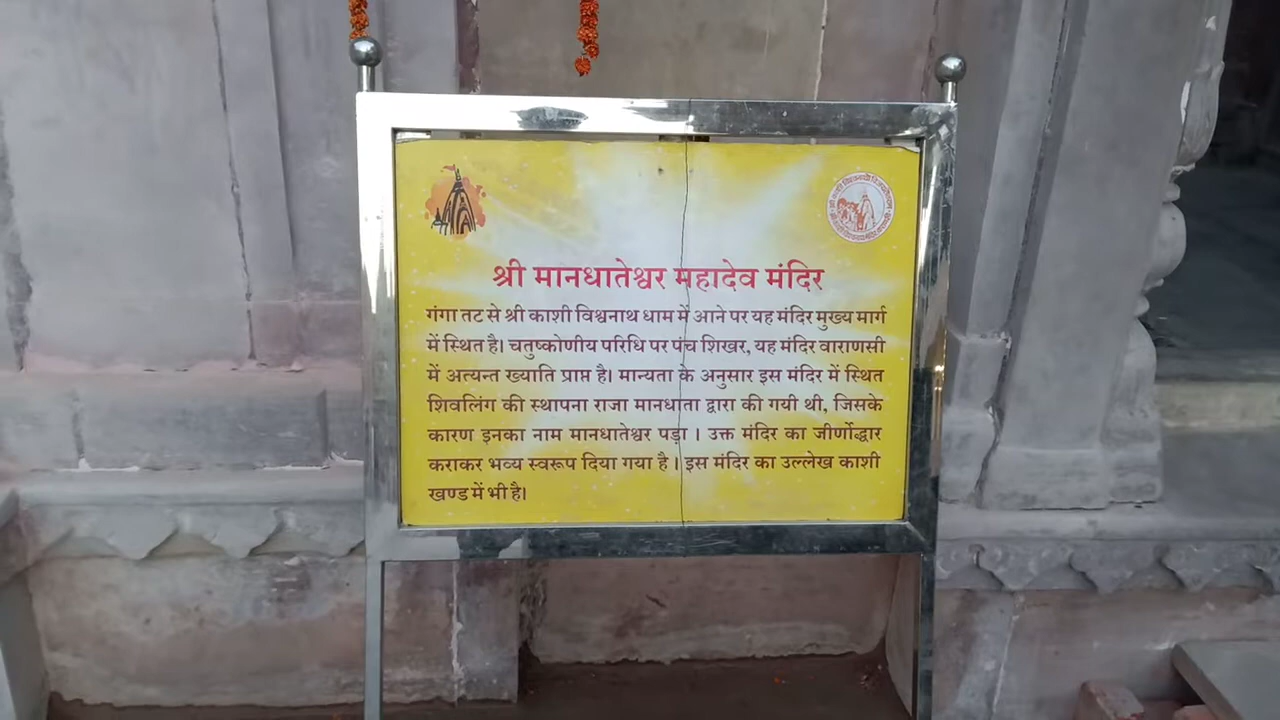 श्री मानधातेश्वर महादेव मंदिर
गंगा तट से श्री काशी विश्वनाथ धाम में आने पर यह मंदिर मुख्य मार्ग
में स्थित है। चतुष्कोणीय परिधि पर पंच शिखर, यह मंदिर वाराणसी
में अत्यन्त ख्याति प्राप्त है। मान्यता के अनुसार इस मंदिर में स्थित
शिवलिंग की स्थापना राजा मानधाता द्वारा की गयी थी, जिसके
कारण इनका नाम मानधातेश्वर पड़ा । उक्त मंदिर का जीर्णोद्धार
कराकर भव्य स्वरूप दिया गया है । इस मंदिर का उल्लेख काशी
खण्ड में भी है।